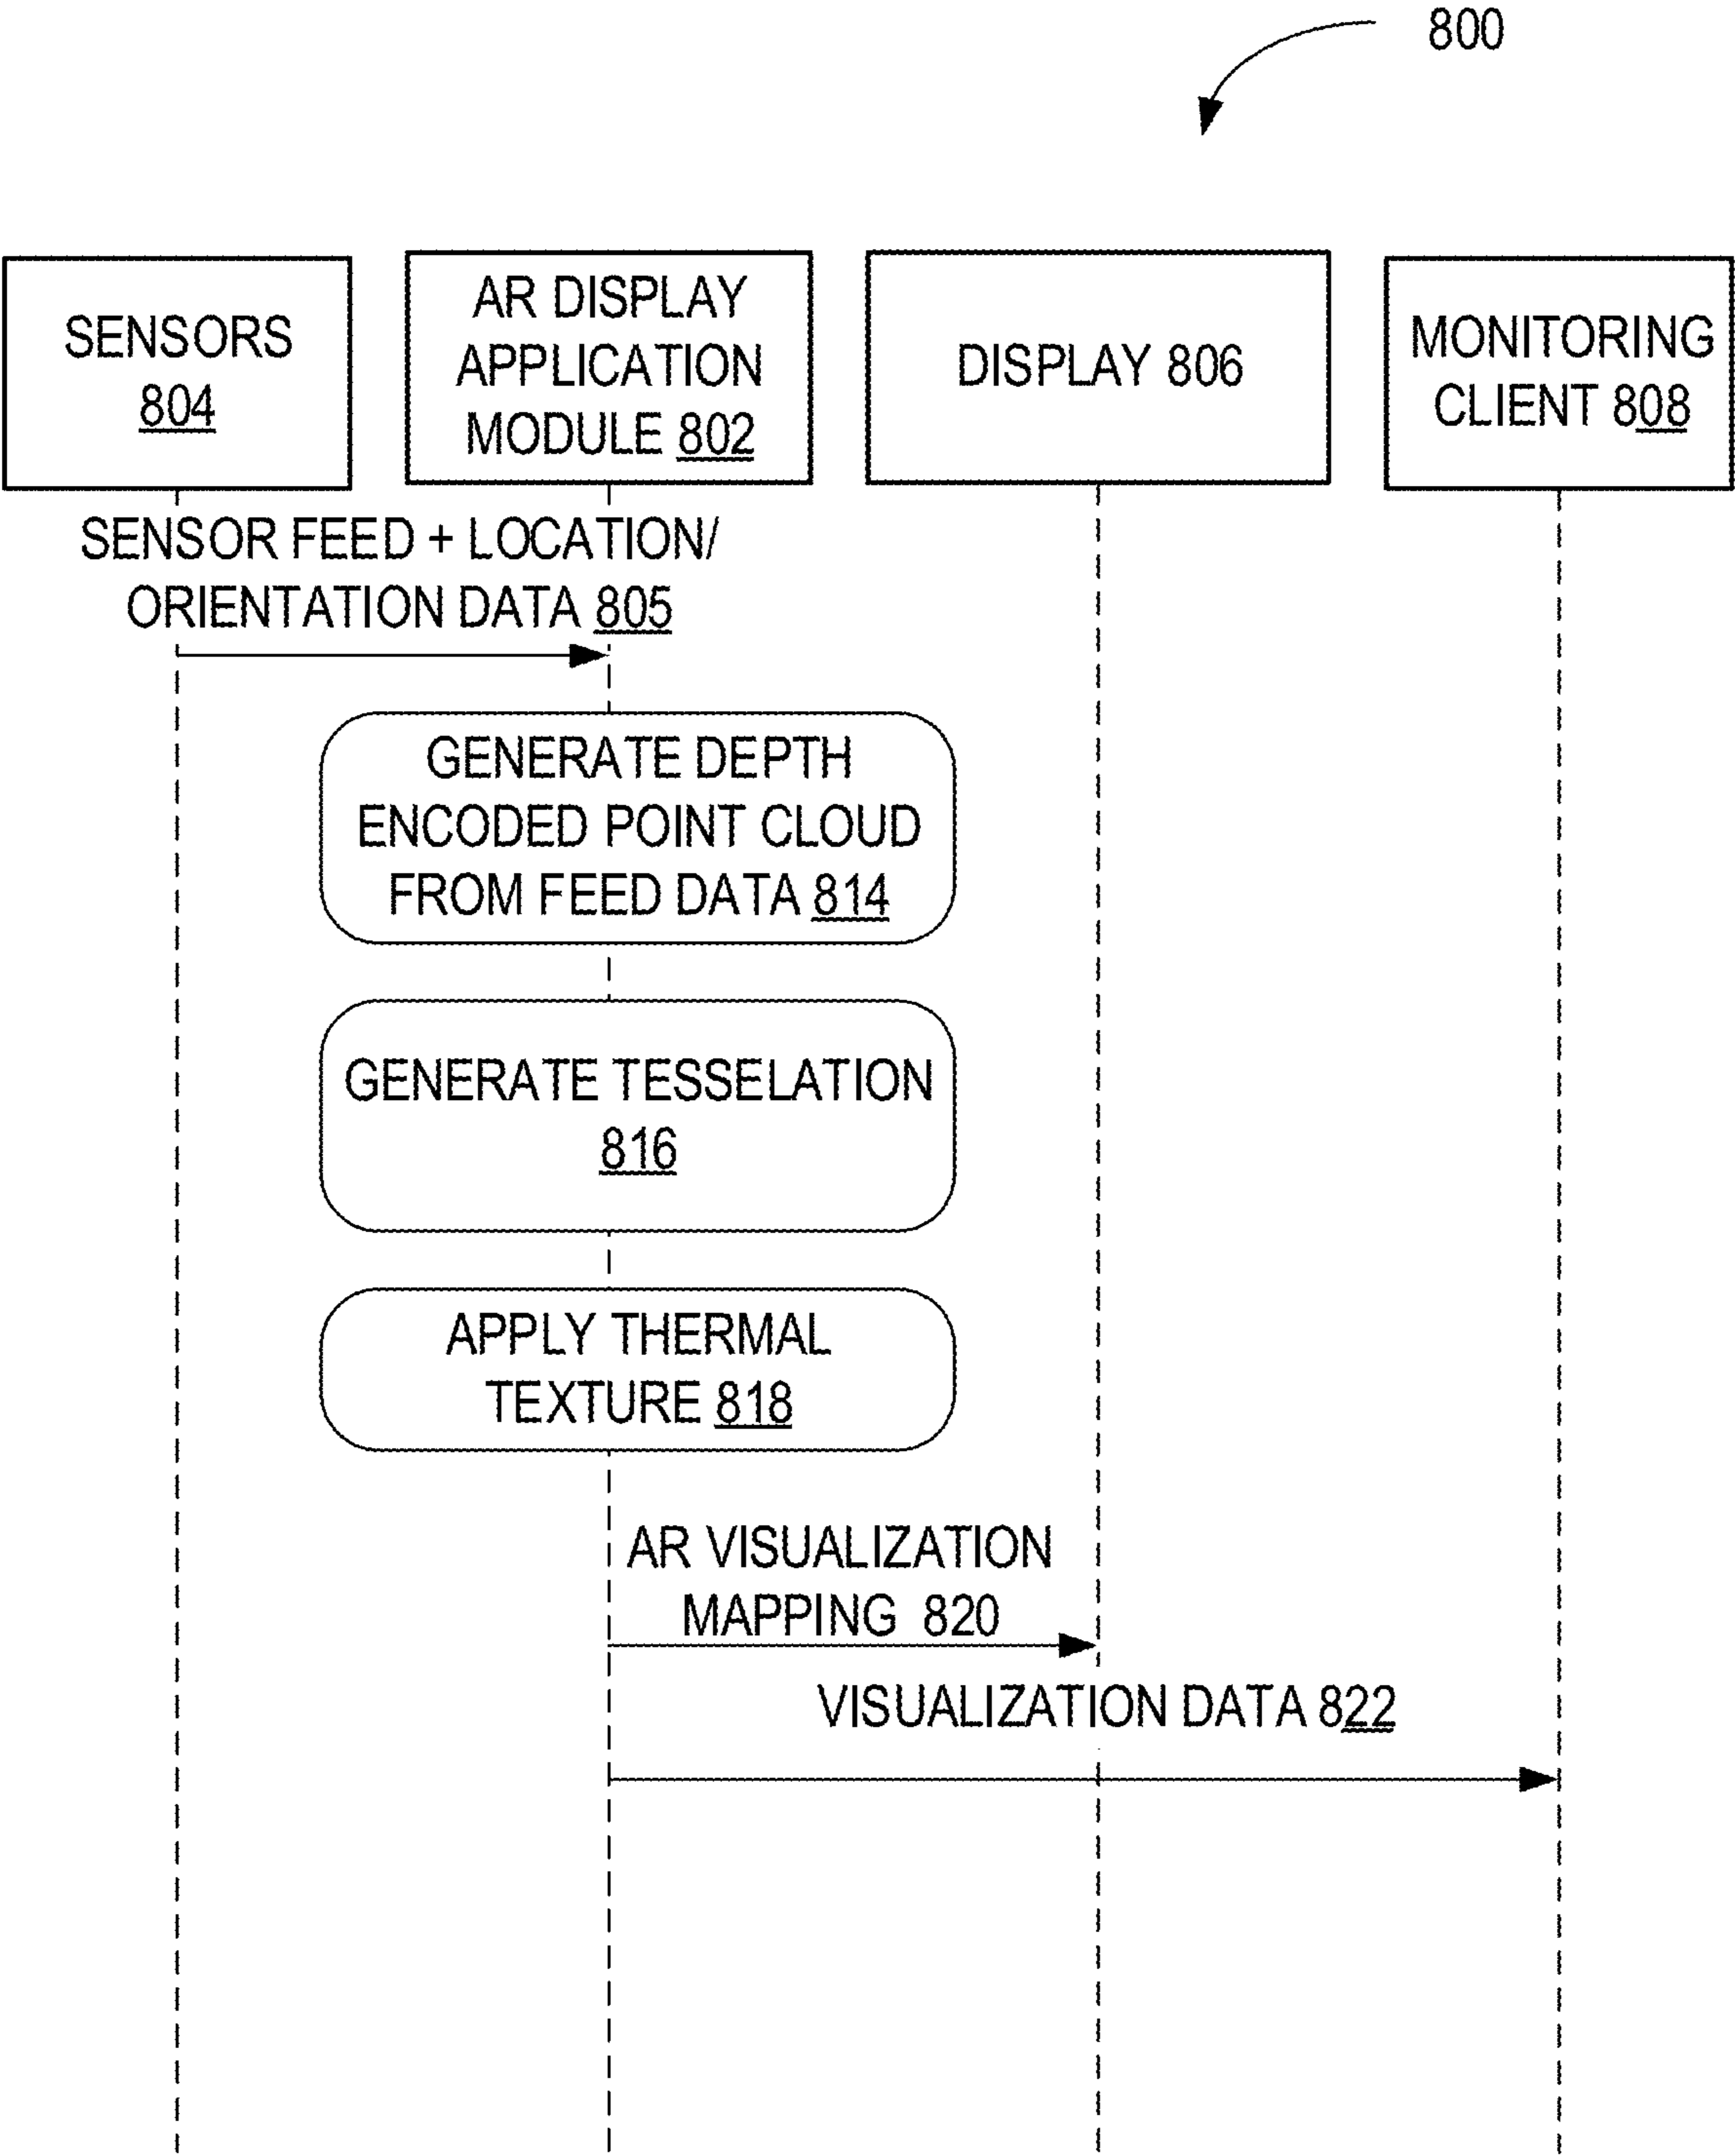 800
SENSORS
804
AR DISPLAY
APPLICATION
MODULE 802
DISPLAY 806
MONITORING
CLIENT 808
SENSOR FEED + LOCATION/
ORIENTATION DATA 805
GENERATE DEPTH
ENCODED POINT CLOUD
FROM FEED DATA 814
GENERATE TESSELATION
816
APPLY THERMAL
TEXTURE 818
AR VISUALIZATION
MAPPING 820
VISUALIZATION DATA 822